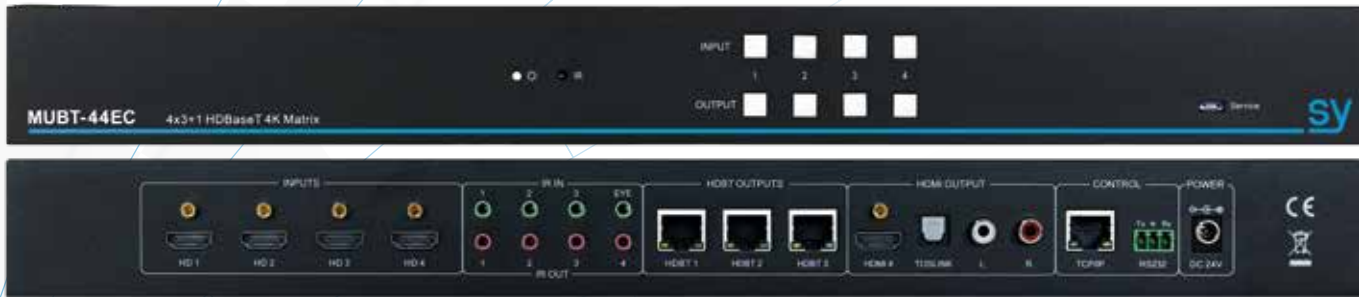 INPUT
1 2 3 4
IR
OUTPUT
MUBT-44EC 4x3+1 HDBaseT 4K Matrix
Service
sy
INPUTS IR IN HDBT OUTPUTS HDMI OUTPUT CONTROL POWER
1 2 3 EYE
Tx Rx
HD 1 HD 2 HD 3 HD 4
1 2 3 4
HDBT 1 HDBT 2 HDBT 3
HDMI 4 TOSLINK L R
TCP/IP RS232 DC 24V
IR OUT
CE